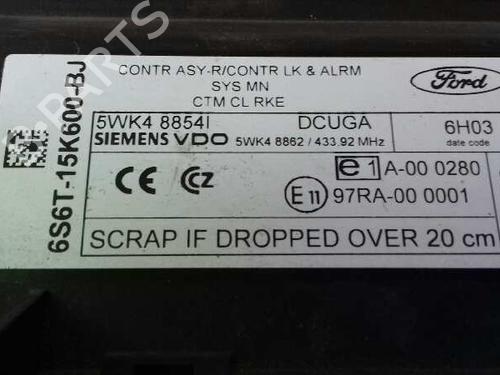 CONTR ASY-R/CONTR LK & ALRM
SYS MN
CTM CL RKE
Ford
5WK4 8854I DCUGA 6H03
SIEMENS VDO 5WK4 8862 / 433.92 MHz date code
6S6T-15K600-BJ
CE CZ
e1 A-00 0280
E11 97RA-00 0001
SCRAP IF DROPPED OVER 20 cm